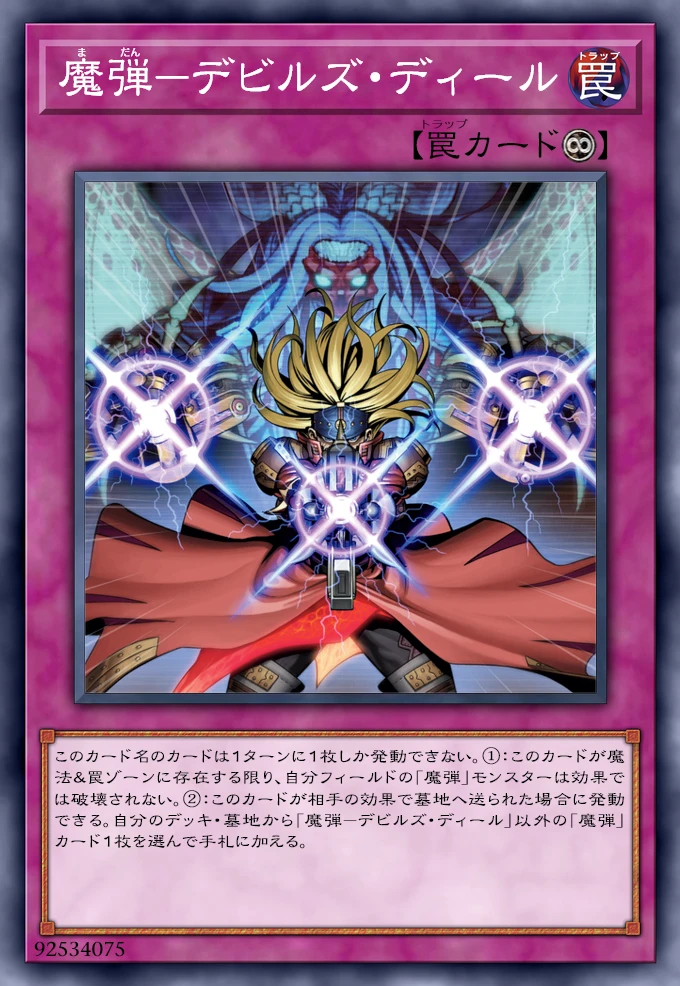 魔弾－デビルズ・ディール 罠
【罠カード】
このカード名のカードは１ターンに１枚しか発動できない。①：このカードが魔
法&罠ゾーンに存在する限り、自分フィールドの「魔弾」モンスターは効果で
は破壊されない。②：このカードが相手の効果で墓地へ送られた場合に発動
できる。自分のデッキ・墓地から「魔弾－デビルズ・ディール」以外の「魔弾」
カード１枚を選んで手札に加える。
92534075